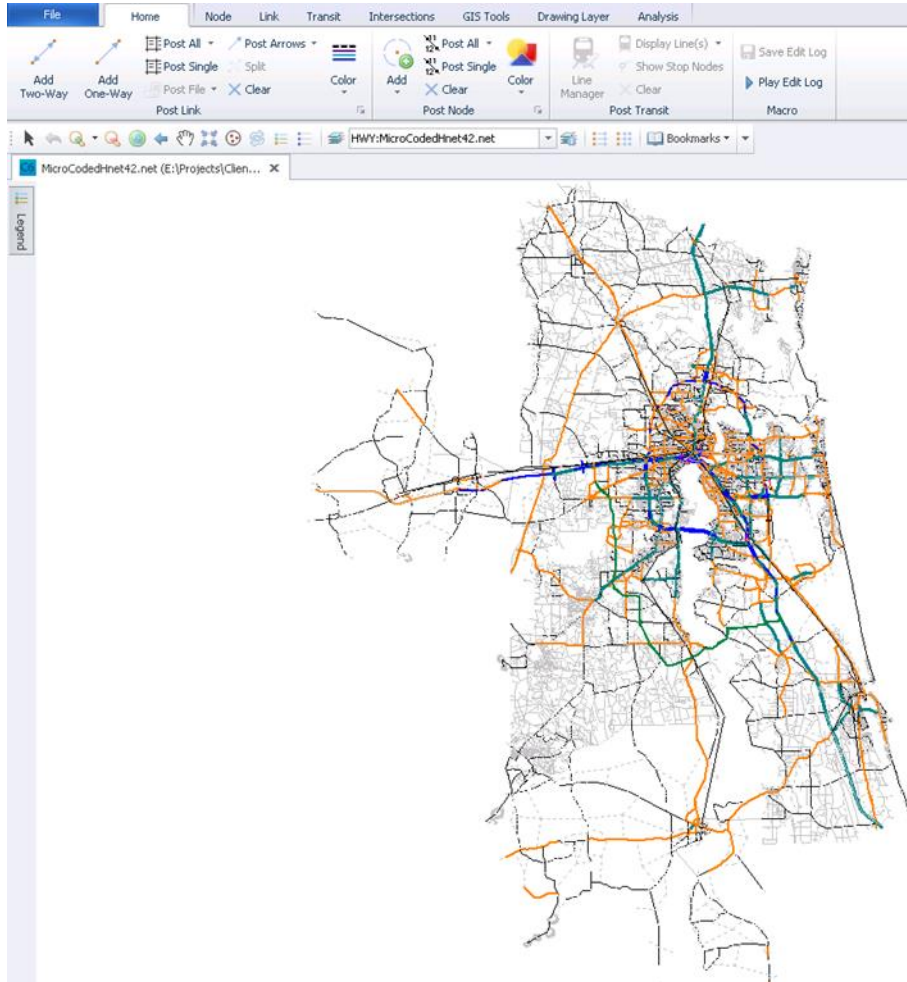 File Home Node Link Transit Intersections GIS Tools Drawing Layer Analysis
Add Two-Way
Add One-Way
Post All
Post Single
Post File
Post Arrows
Split
Clear
Color
Post Link
Add
Post All
Post Single
Clear
Color
Post Node
Line Manager
Display Line(s)
Show Stop Nodes
Clear
Post Transit
Save Edit Log
Play Edit Log
Macro
HWY:MicroCodedHnet42.net
Bookmarks
MicroCodedHnet42.net (E:\Projects\Clien...
Legend